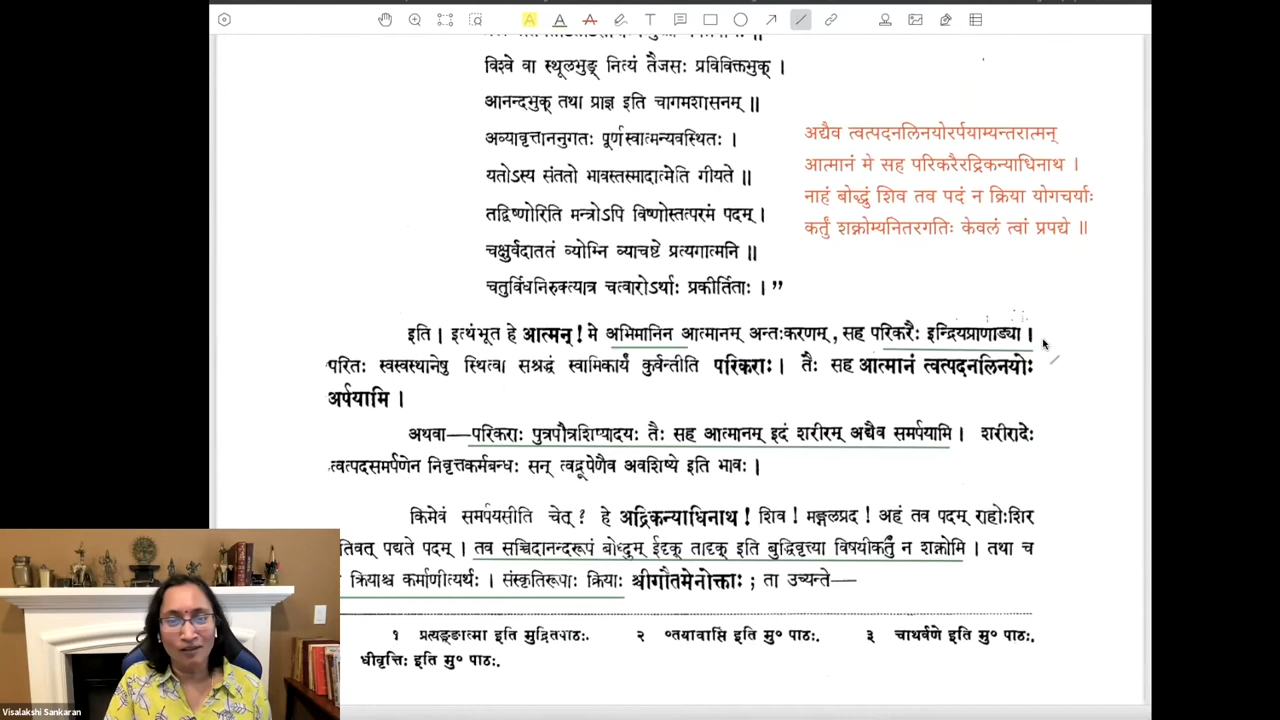 विश्वे वा स्थूलभुङ् नित्यं तैजसः प्रविविक्तभुक् ।
आनन्दभुक् तथा प्राज्ञ इति चागमशासनम् ॥
अव्यावृत्ताननुगतः पूर्णस्वात्मन्यवस्थितः ।
यतोऽस्य संततो भावस्तस्मादात्मेति गीयते ॥
तद्विष्णोरिति मन्त्रोऽपि विष्णोस्तत्परमं पदम् ।
चक्षुर्वदाततं व्योम्नि व्याचष्टे प्रत्यगात्मनि ॥
चतुर्विधनिरुक्त्यात्र चत्वारोऽर्थाः प्रकीर्तिताः । ”
अद्यैव त्वत्पदनलिनयोरर्पयाम्यन्तरात्मन्
आत्मानं मे सह परिकरैरद्रिकन्याधिनाथ ।
नाहं बोद्धुं शिव तव पदं न क्रिया योगचर्याः
कर्तुं शक्नोम्यनितरगतिः केवलं त्वां प्रपद्ये ॥
इति । इत्थंभूत हे आत्मन् ! मे अभिमानिन आत्मानम् अन्तःकरणम् , सह परिकरैः इन्द्रियप्राणाड्या ।
परितः स्वस्वस्थानेषु स्थित्वा सश्रद्धं स्वामिकार्यं कुर्वन्तीति परिकराः । तैः सह आत्मानं त्वत्पदनलिनयोः
अर्पयामि ।
अथवा—परिकराः पुत्रपौत्रशिष्यादयः तैः सह आत्मानम् इदं शरीरम् अद्यैव समर्पयामि । शरीरादेः
त्वत्पदसमर्पणेन निवृत्तकर्मबन्धः सन् त्वद्रूपेणैव अवशिष्ये इति भावः ।
किमेवं समर्पयसीति चेत् ? हे अद्रिकन्याधिनाथ ! शिव ! मङ्गलप्रद ! अहं तव पदम् राहोःशिर
तिवत् पद्यते पदम् । तव सच्चिदानन्दरूपं बोध्दुम् ईदृक् तादृक् इति बुद्धिवृत्त्या विषयीकर्तुं न शक्नोमि । तथा च
क्रियाश्च कर्माणीत्यर्थः । संस्कृतिरूपाः क्रियाः श्रीगौतमेनोक्ताः ; ता उच्यन्ते—
१ प्रत्यङ्ङात्मा इति मुद्रितपाठः. २ ०तयावाप्ति इति मु० पाठः. ३ चाथर्वणे इति मु० पाठः.
धीवृत्तिः इति मु० पाठः.
Visalakshi Sankaran